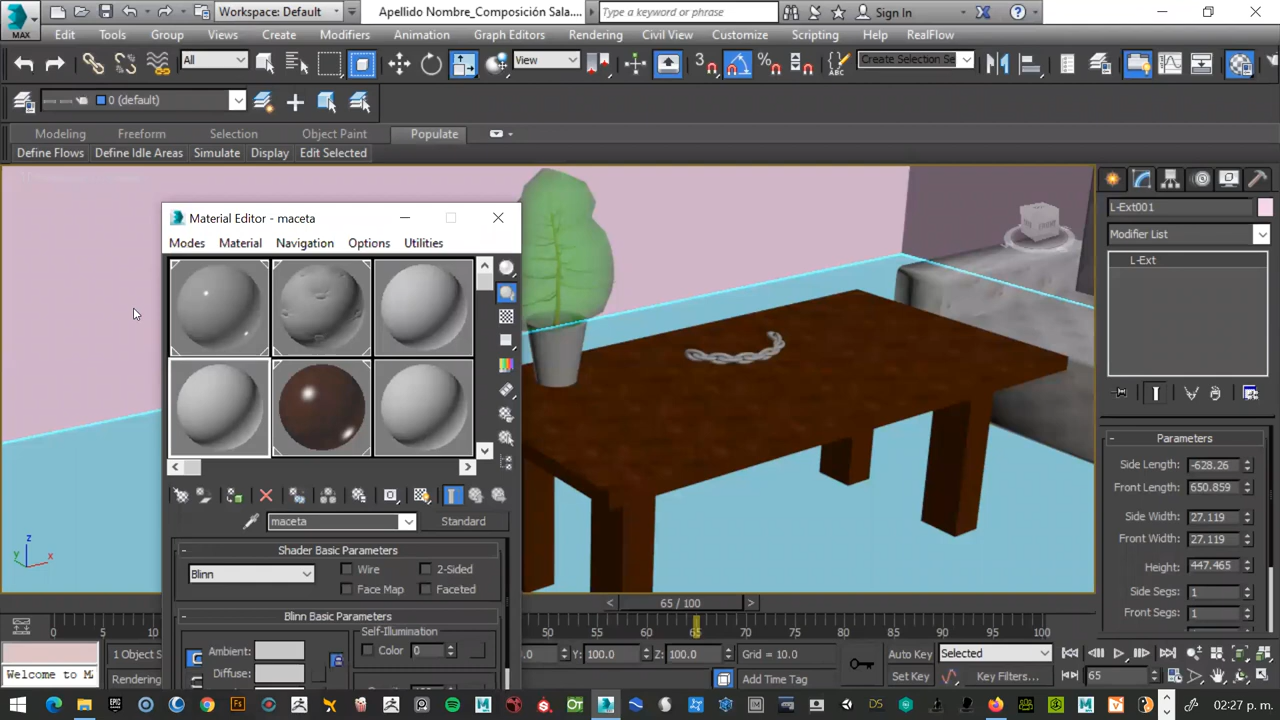 MAX
Workspace: Default
Apellido Nombre_Composición Sala....
Type a keyword or phrase
Sign In
Edit Tools Group Views Create Modifiers Animation Graph Editors Rendering Civil View Customize Scripting Help RealFlow
All
View
3
Create Selection Se
0 (default)
Modeling Freeform Selection Object Paint Populate
Define Flows Define Idle Areas Simulate Display Edit Selected
Material Editor - maceta
Modes Material Navigation Options Utilities
maceta
Standard
Shader Basic Parameters
Blinn
Wire
2-Sided
Face Map
Faceted
Blinn Basic Parameters
Self-Illumination
Ambient:
Color 0
Diffuse:
L-Ext001
Modifier List
L-Ext
Parameters
Side Length: -628.26
Front Length: 650.859
Side Width: 27.119
Front Width: 27.119
Height: 447.465
Side Segs: 1
Front Segs: 1
z
y x
65 / 100
0 5 10 50 55 60 65 70 75 80 85 90 95 100
1 Object S
Y: 100.0 Z: 100.0 Grid = 10.0
Auto Key Selected
Welcome to M
Rendering
Add Time Tag
Set Key Key Filters... 65
02:27 p. m.